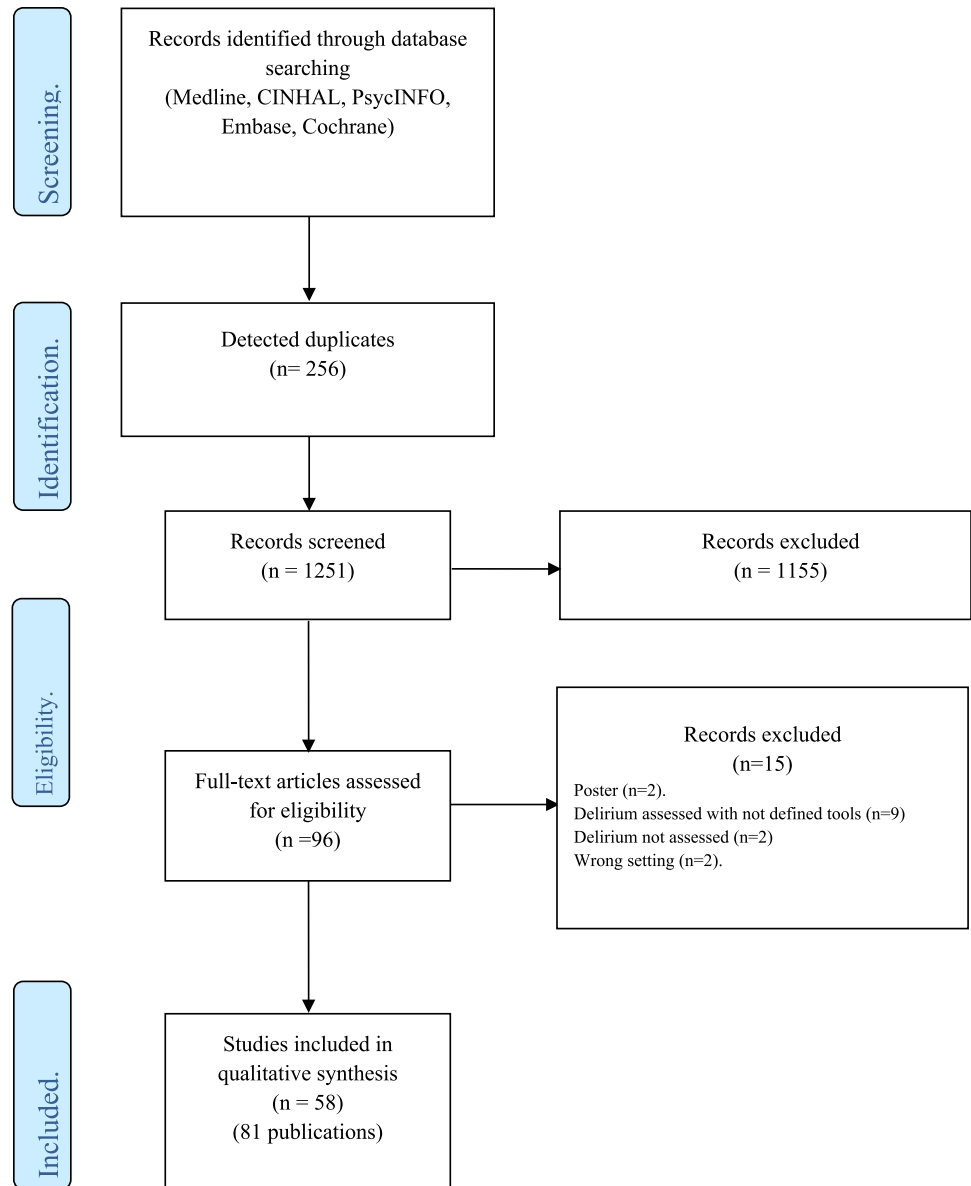 Screening.
Records identified through database
searching
(Medline, CINHAL, PsycINFO,
Embase, Cochrane)
Identification.
Detected duplicates
(n= 256)
Records screened
(n = 1251)
Records excluded
(n = 1155)
Eligibility.
Full-text articles assessed
for eligibility
(n =96)
Records excluded
(n=15)
Poster (n=2).
Delirium assessed with not defined tools (n=9)
Delirium not assessed (n=2)
Wrong setting (n=2).
Included.
Studies included in
qualitative synthesis
(n = 58)
(81 publications)